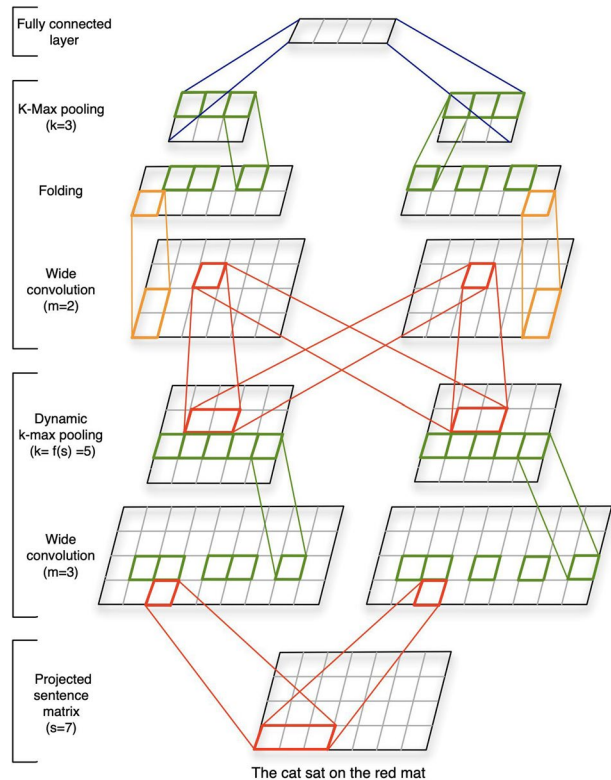 Fully connected
layer
K-Max pooling
(k=3)
Folding
Wide
convolution
(m=2)
Dynamic
k-max pooling
(k= f(s) =5)
Wide
convolution
(m=3)
Projected
sentence
matrix
(s=7)
The cat sat on the red mat